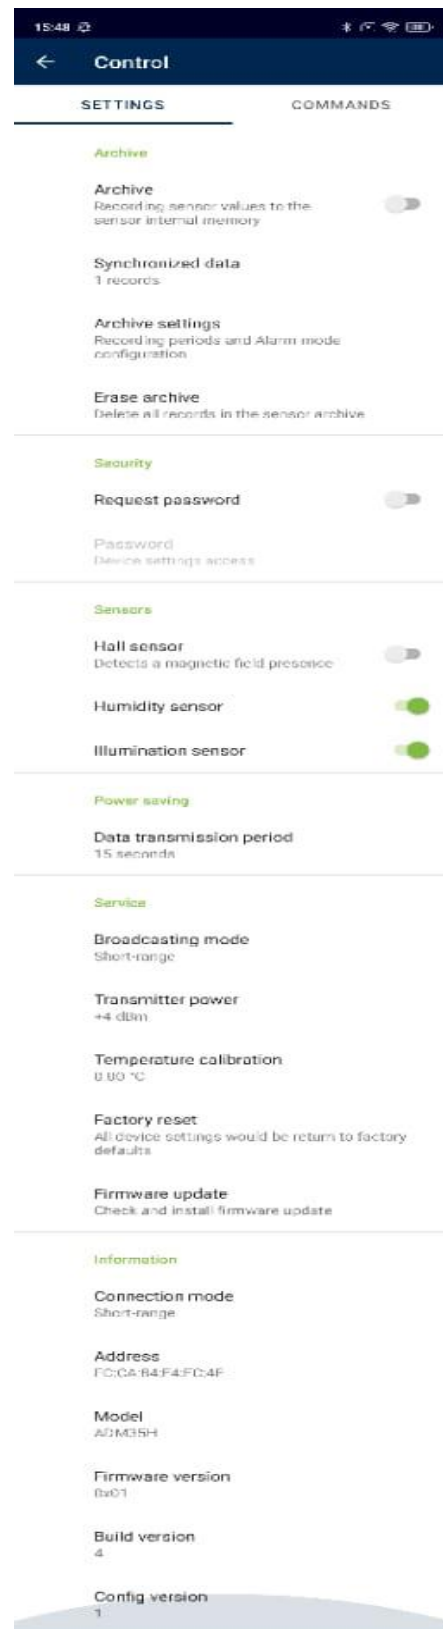 15:48
Control
SETTINGS COMMANDS
Archive
Archive
Recording sensor values to the
sensor internal memory
Synchronized data
1 records
Archive settings
Recording periods and Alarm mode
configuration
Erase archive
Delete all records in the sensor archive
Security
Request password
Password
Device settings access
Sensors
Hall sensor
Detects a magnetic field presence
Humidity sensor
Illumination sensor
Power saving
Data transmission period
15 seconds
Service
Broadcasting mode
Short-range
Transmitter power
+4 dBm
Temperature calibration
0.00 °C
Factory reset
All device settings would be return to factory
defaults
Firmware update
Check and install firmware update
Information
Connection mode
Short-range
Address
Model
ADM35H
Firmware version
0x01
Build version
4
Config version
1